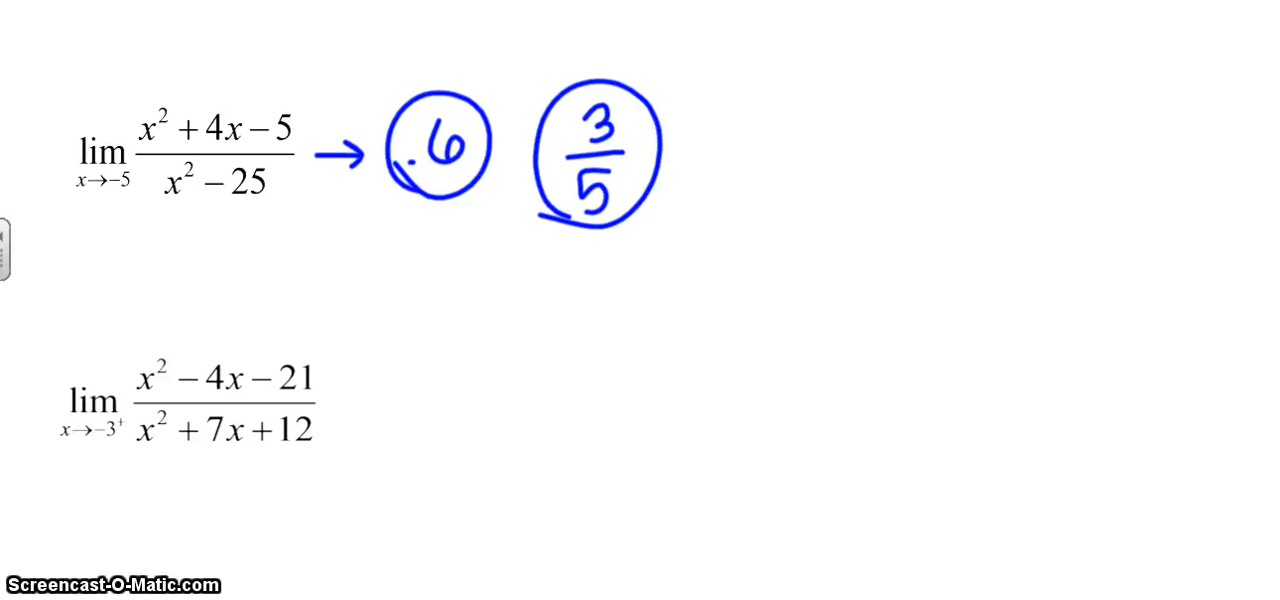 lim x→-5 (x² + 4x − 5)/(x² − 25) → .6 3/5
lim x→-3⁺ (x² − 4x − 21)/(x² + 7x + 12)
Screencast-O-Matic.com